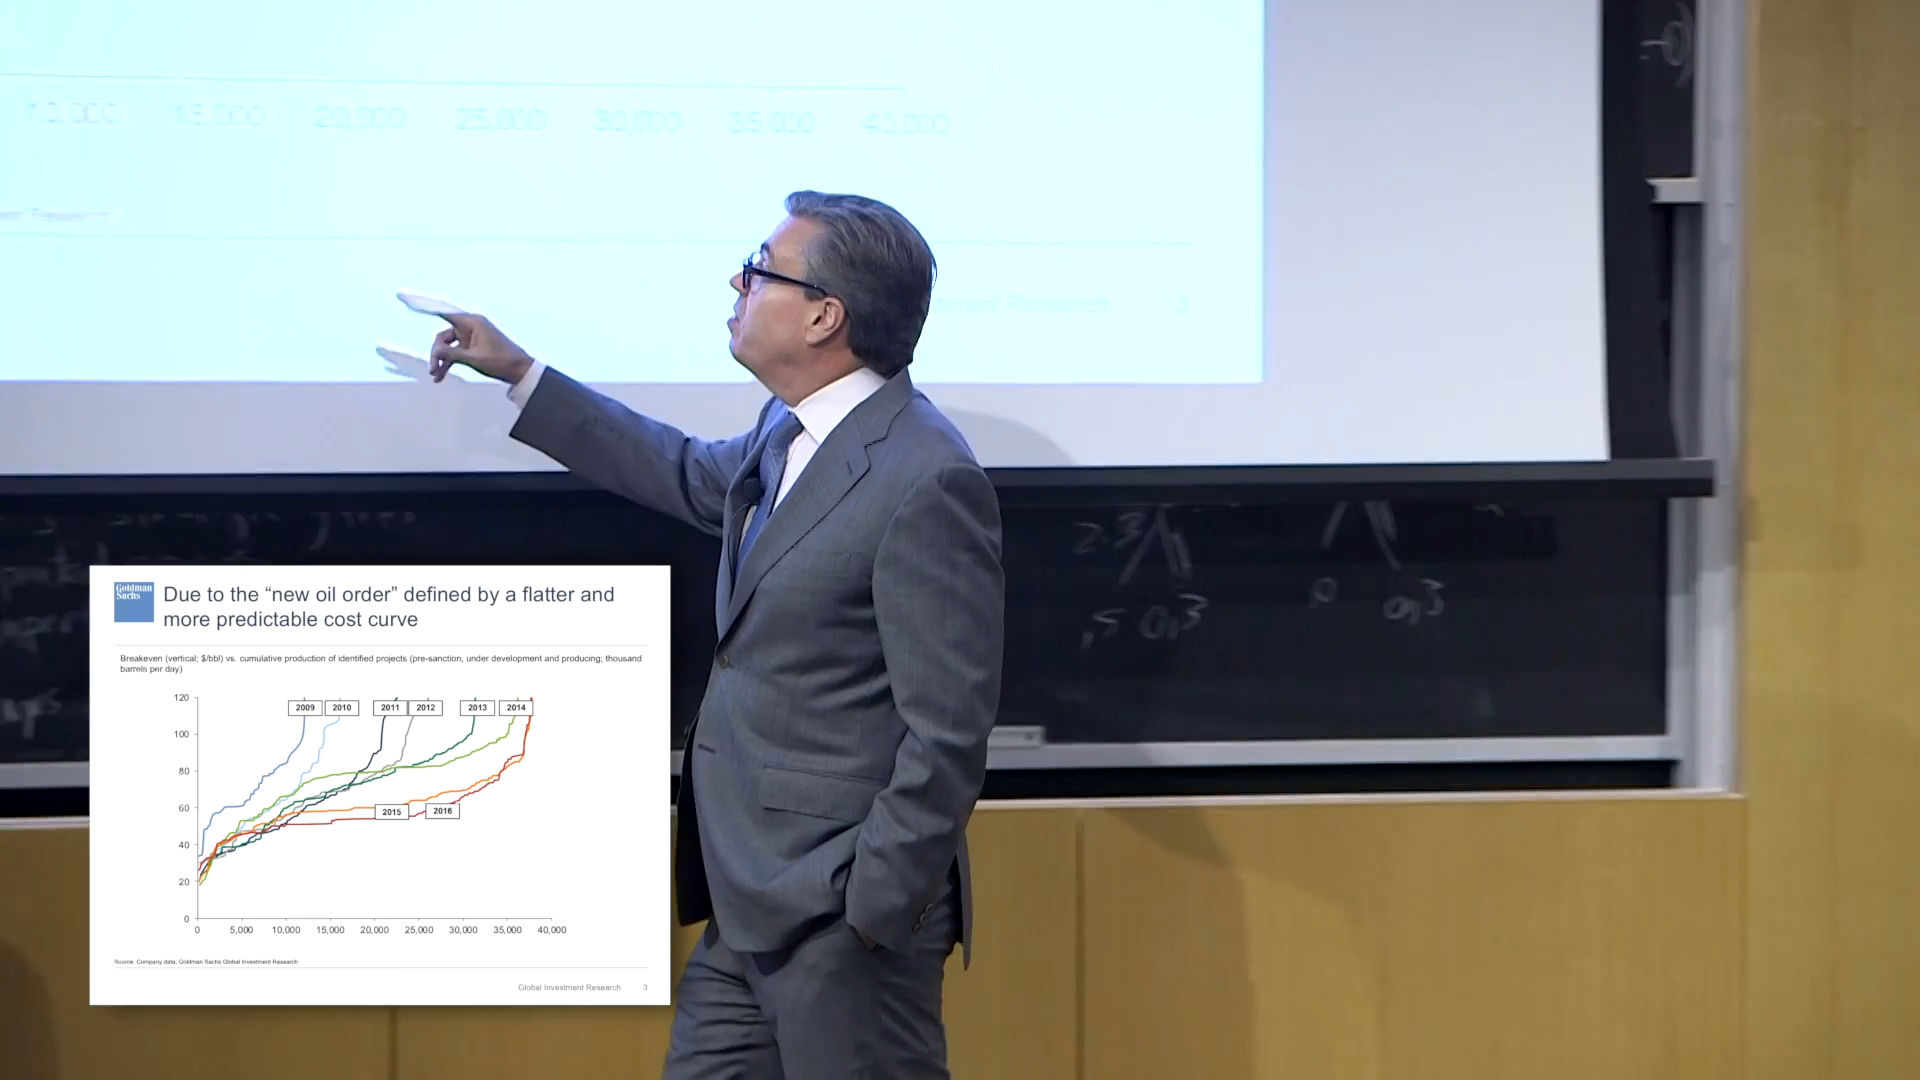 10,000 15,000 20,000 25,000 30,000 35,000 40,000
Investment Research 3
2.3
.5 0,3
0 0,3
Goldman
Sachs
Due to the “new oil order” defined by a flatter and
more predictable cost curve
Breakeven (vertical; $/bbl) vs. cumulative production of identified projects (pre-sanction, under development and producing; thousand
barrels per day)
120
100
80
60
40
20
0
2009 2010 2011 2012 2013 2014
2015 2016
0 5,000 10,000 15,000 20,000 25,000 30,000 35,000 40,000
Source: Company data, Goldman Sachs Global Investment Research
Global Investment Research 3